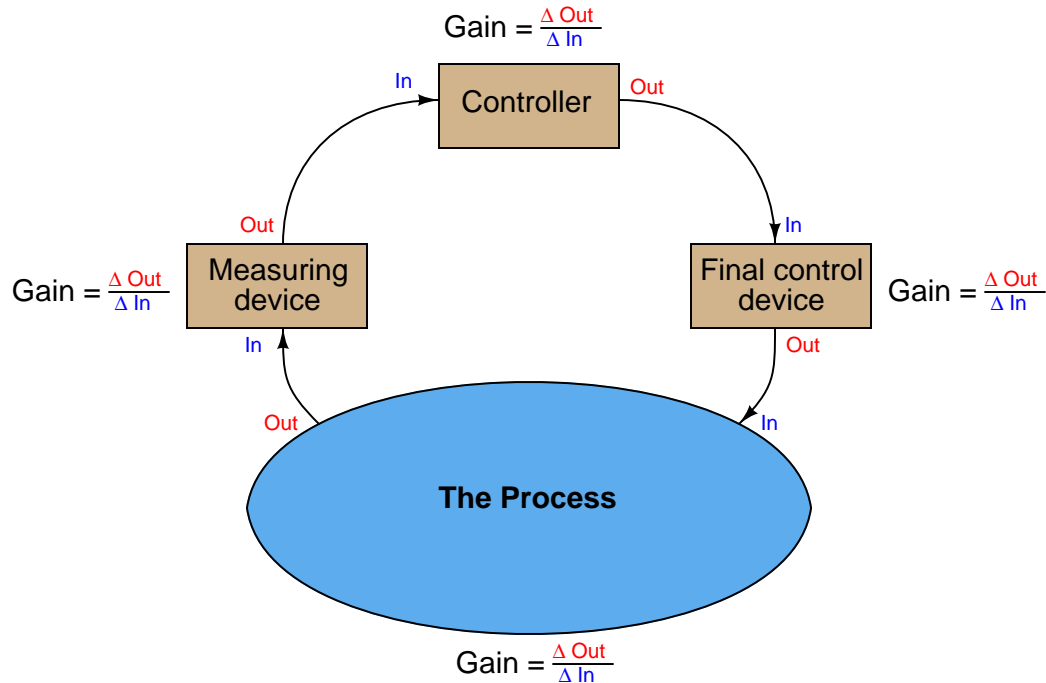 Gain = Δ Out / Δ In
In
Controller
Out
Out
In
Gain = Δ Out / Δ In
Measuring
device
Final control
device
Gain = Δ Out / Δ In
In
Out
Out
In
The Process
Gain = Δ Out / Δ In